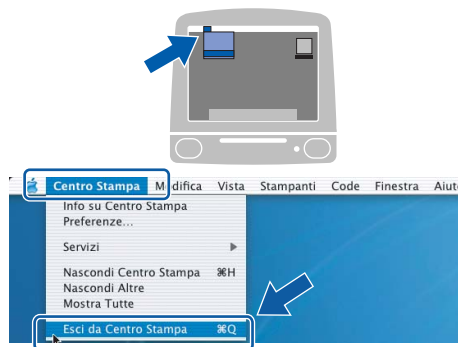 Centro Stampa Modifica Vista Stampanti Code Finestra Aiut
Info su Centro Stampa
Preferenze...
Servizi
Nascondi Centro Stampa ⌘H
Nascondi Altre
Mostra Tutte
Esci da Centro Stampa ⌘Q